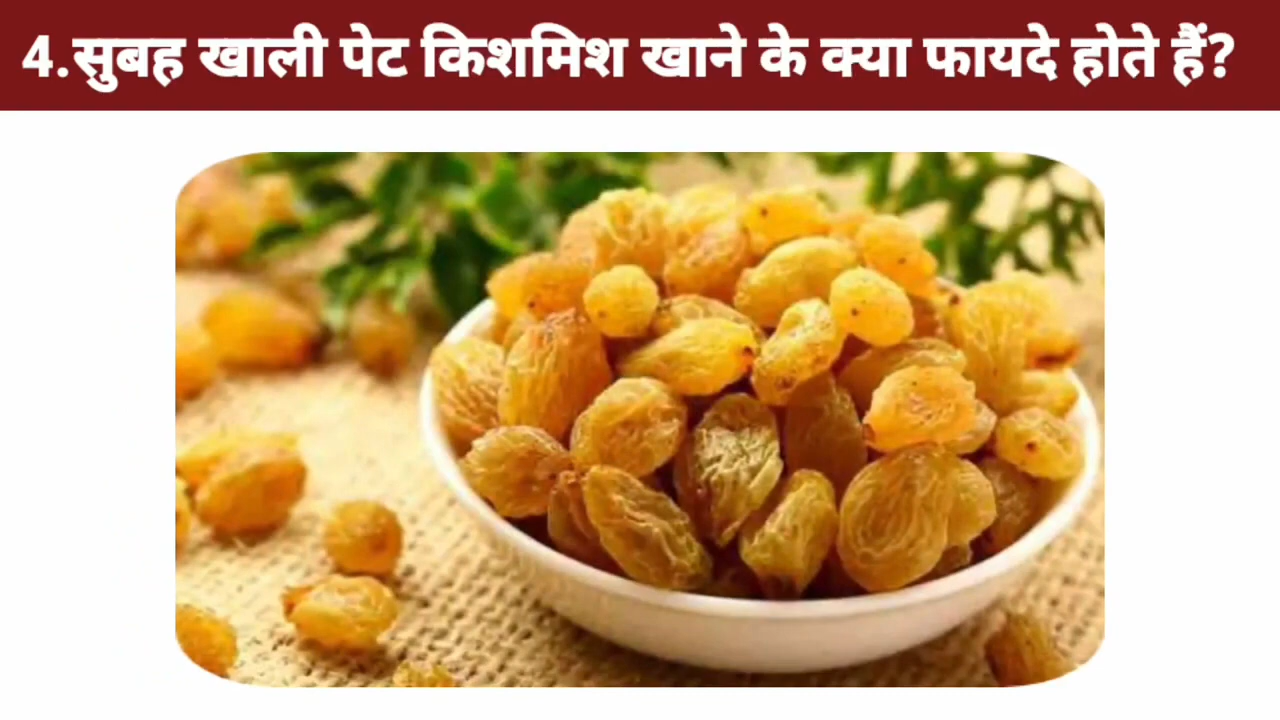 4.सुबह खाली पेट किशमिश खाने के क्या फायदे होते हैं?